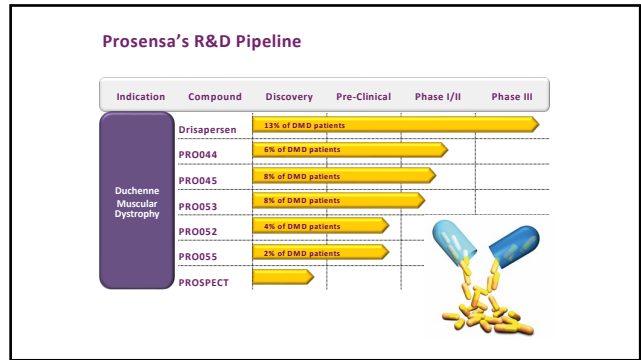 Prosensa's R&D Pipeline
Indication Compound Discovery Pre-Clinical Phase I/II Phase III
Duchenne
Muscular
Dystrophy
Drisapersen 13% of DMD patients
PRO044 6% of DMD patients
PRO045 8% of DMD patients
PRO053 8% of DMD patients
PRO052 4% of DMD patients
PRO055 2% of DMD patients
PROSPECT